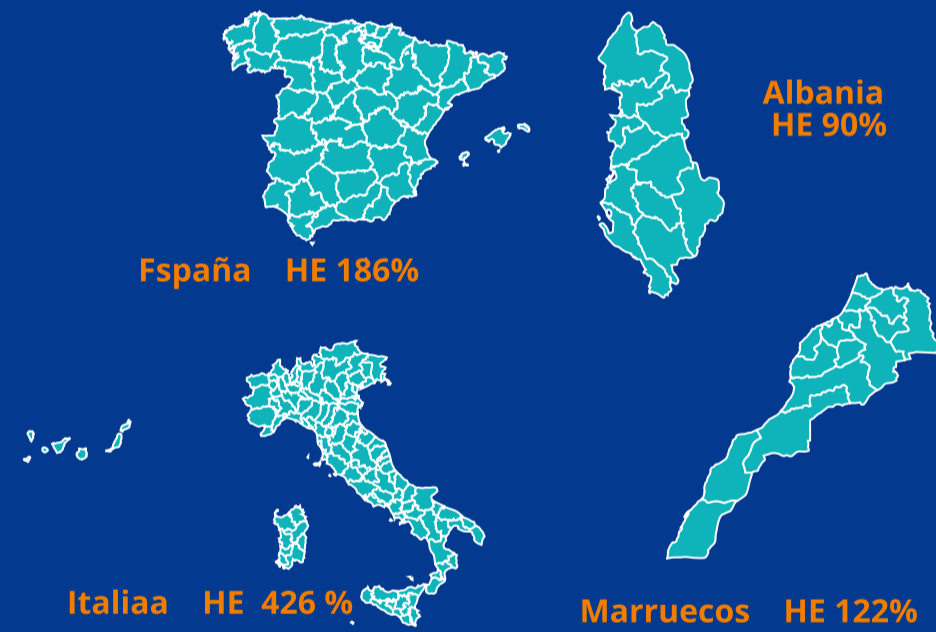 Albania
HE 90%
Fspaña HE 186%
Italiaa HE 426 %
Marruecos HE 122%